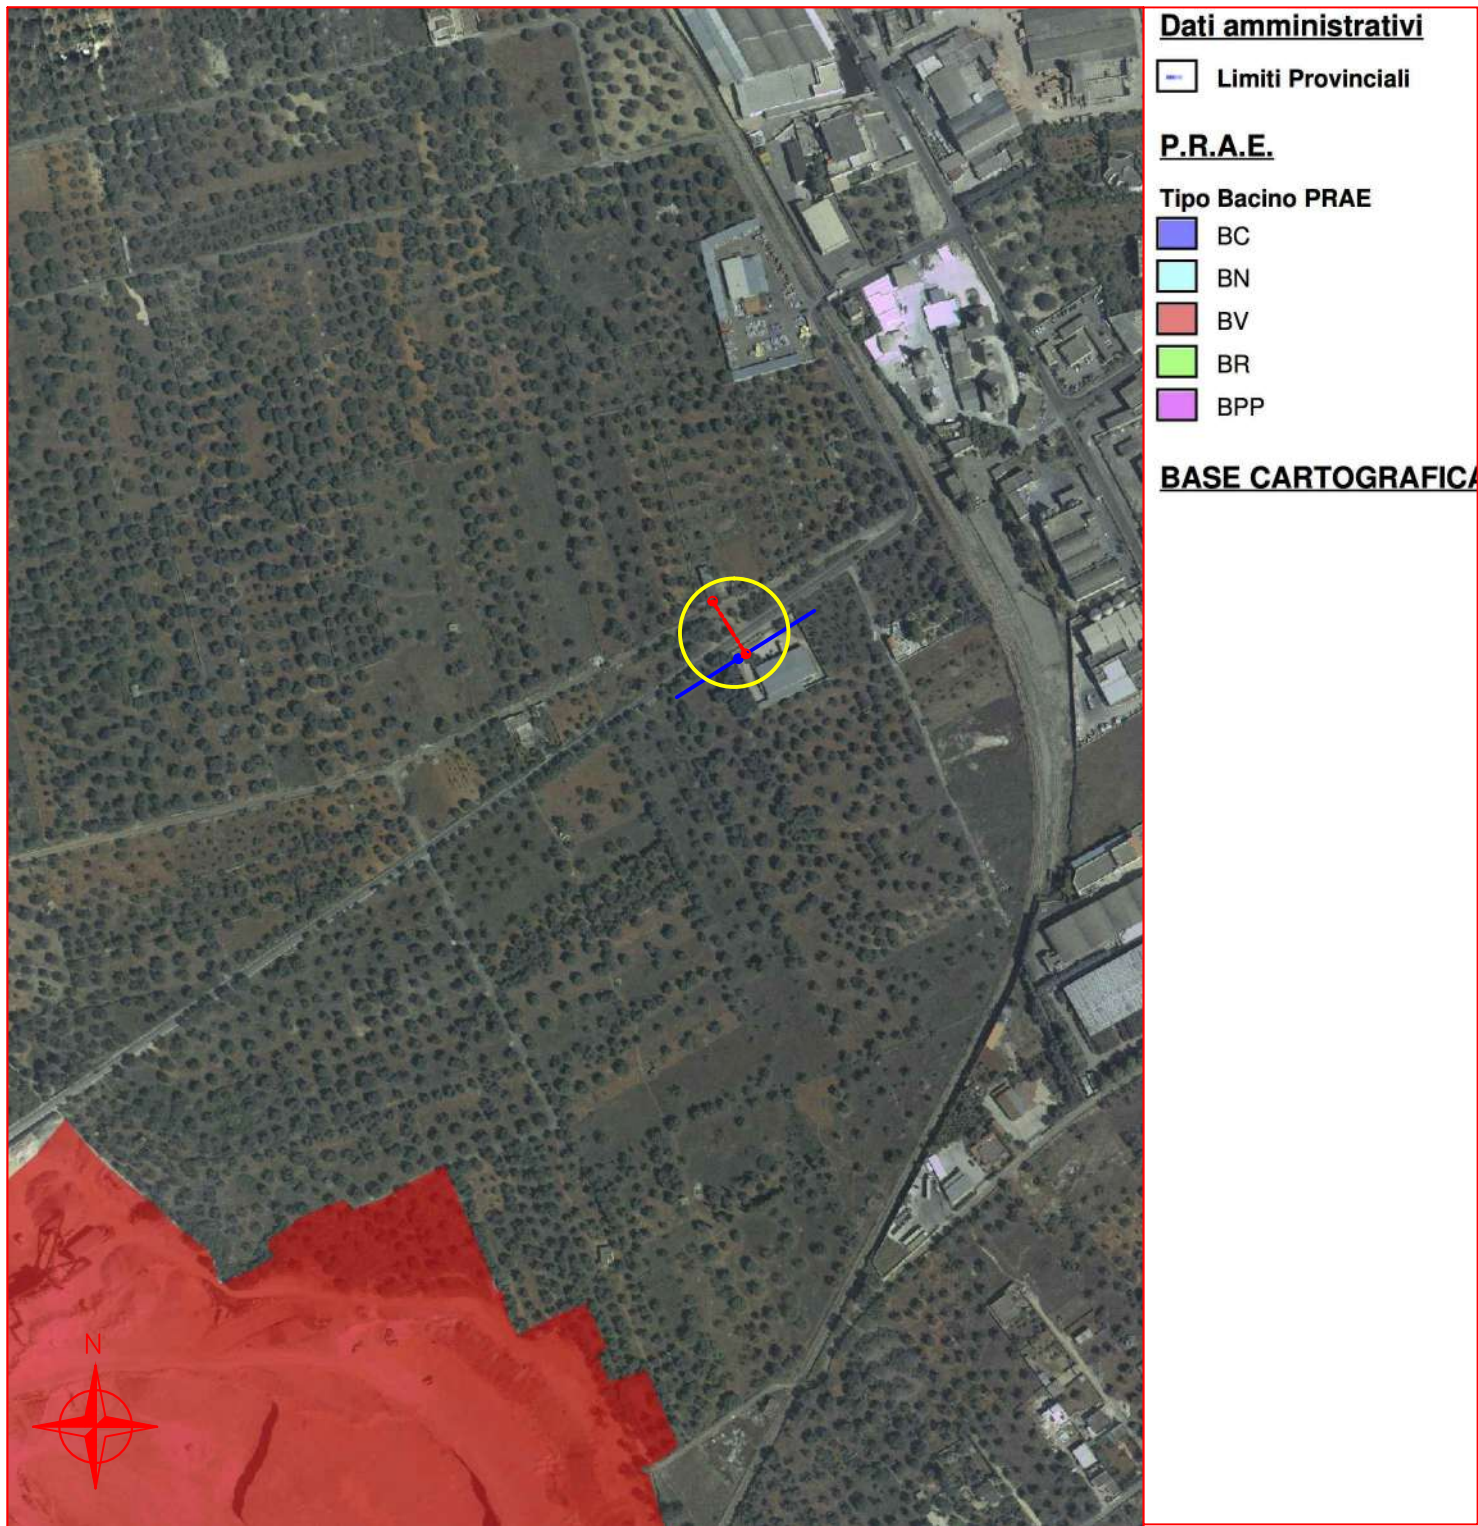 Dati amministrativi
Limiti Provinciali
P.R.A.E.
Tipo Bacino PRAE
BC
BN
BV
BR
BPP
BASE CARTOGRAFICA
N